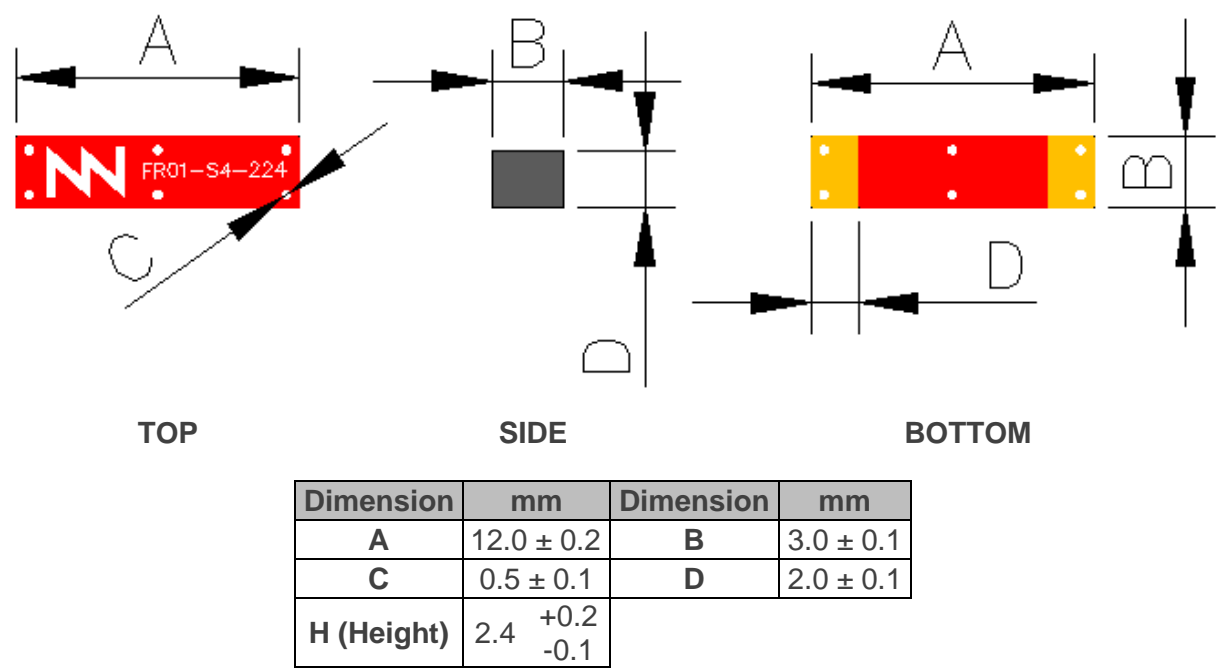 A
B
A
FR01-S4-224
B
C
D
D
TOP
SIDE
BOTTOM
Dimension mm Dimension mm
A 12.0 ± 0.2 B 3.0 ± 0.1
C 0.5 ± 0.1 D 2.0 ± 0.1
H (Height) 2.4 +0.2
-0.1